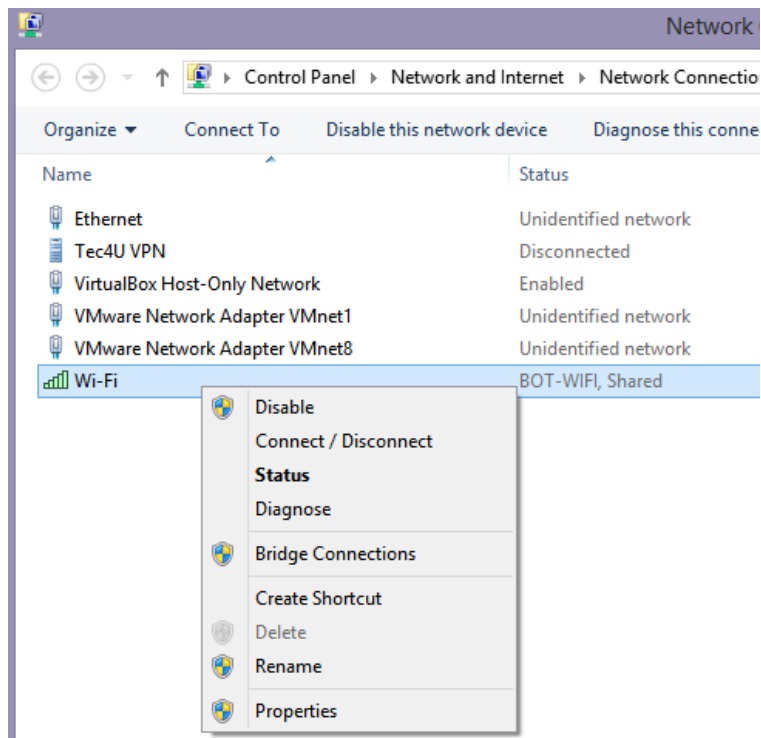 Network
Control Panel Network and Internet Network Connectio
Organize Connect To Disable this network device Diagnose this conne
Name Status
Ethernet Unidentified network
Tec4U VPN Disconnected
VirtualBox Host-Only Network Enabled
VMware Network Adapter VMnet1 Unidentified network
VMware Network Adapter VMnet8 Unidentified network
Wi-Fi BOT-WIFI, Shared
Disable
Connect / Disconnect
Status
Diagnose
Bridge Connections
Create Shortcut
Delete
Rename
Properties